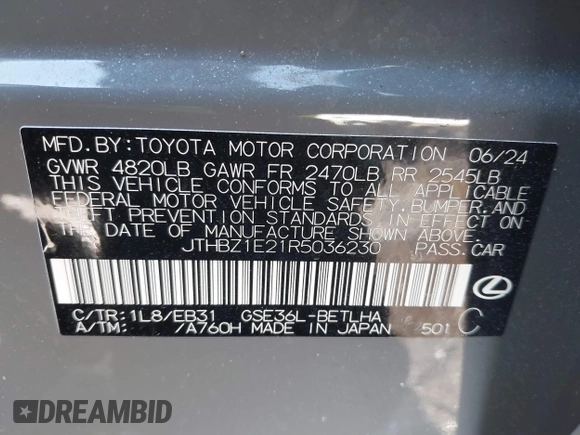 MFD.BY:TOYOTA MOTOR CORPORATION 06/24
GVWR 4820LB GAWR FR 2470LB RR 2545LB
THIS VEHICLE CONFORMS TO ALL APPLICABLE
FEDERAL MOTOR VEHICLE SAFETY,BUMPER,AND
THEFT PREVENTION STANDARDS IN EFFECT ON
THE DATE OF MANUFACTURE SHOWN ABOVE.
JTHBZ1E21R5036230 PASS.CAR
C/TR:1L8/EB31 GSE36L-BETLHA C
A/TM: /A760H MADE IN JAPAN 501
DREAMBID